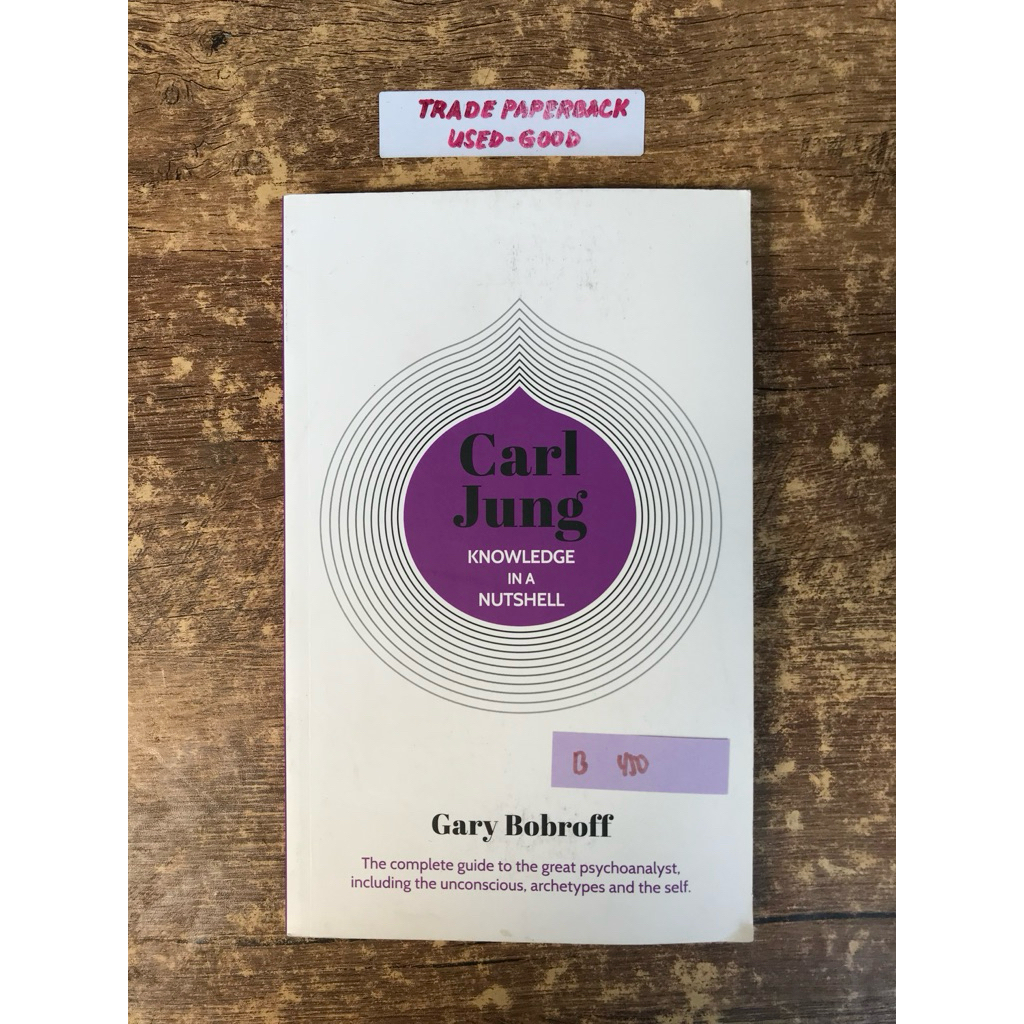 TRADE PAPERBACK
USED-GOOD
Carl
Jung
KNOWLEDGE
IN A
NUTSHELL
B 450
Gary Bobroff
The complete guide to the great psychoanalyst,
including the unconscious, archetypes and the self.